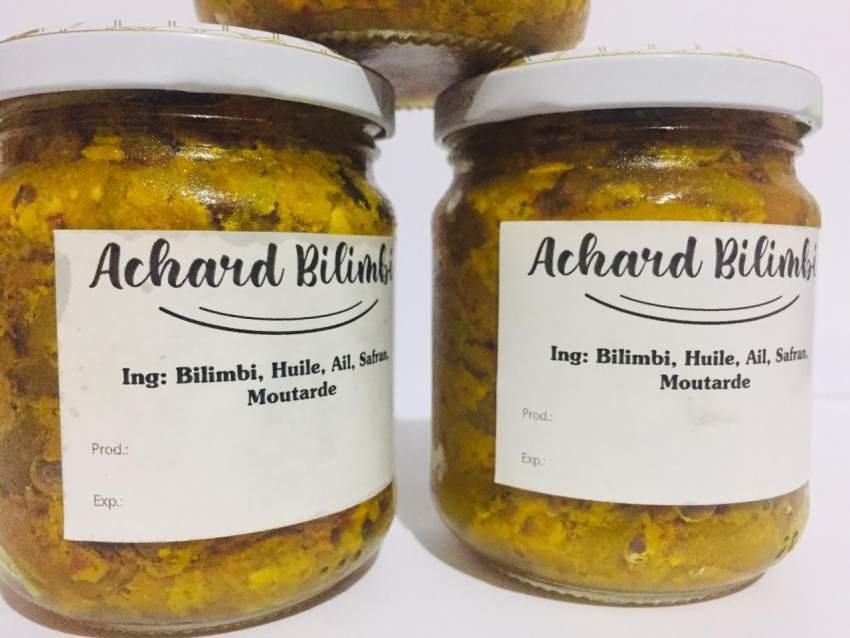 Achard Bilimbi
Ing: Bilimbi, Huile, Ail, Safran,
Moutarde
Prod.:
Exp.:
Achard Bilimbi
Ing: Bilimbi, Huile, Ail, Safran,
Moutarde
Prod.:
Exp.: